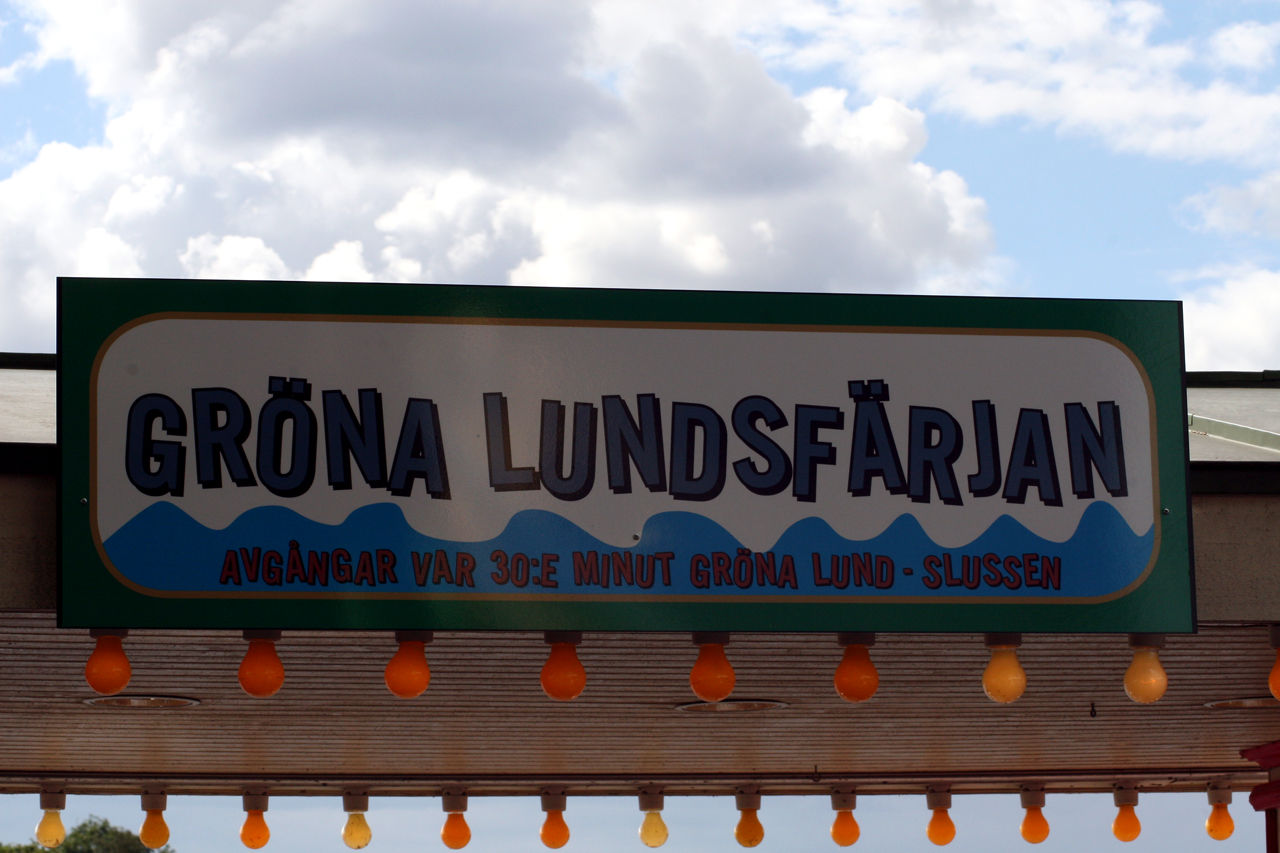 GRÖNA LUNDSFÄRJAN
AVGÅNGAR VAR 30:E MINUT GRÖNA LUND - SLUSSEN